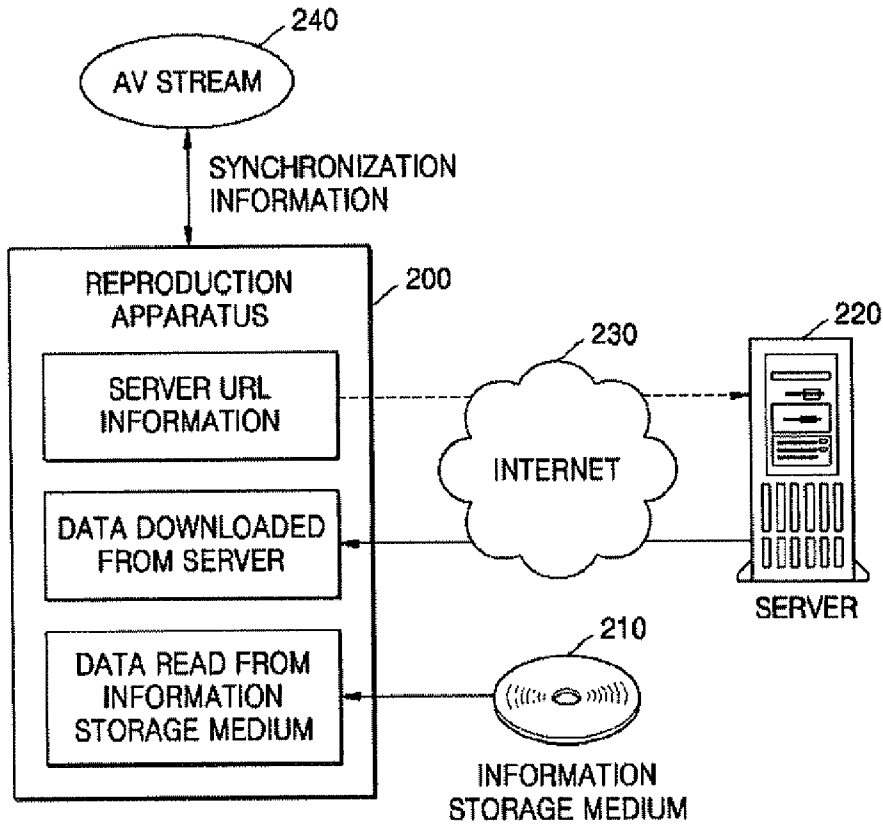 240
AV STREAM
SYNCHRONIZATION
INFORMATION
REPRODUCTION
APPARATUS
200
SERVER URL
INFORMATION
230
220
INTERNET
DATA DOWNLOADED
FROM SERVER
SERVER
DATA READ FROM
INFORMATION
STORAGE MEDIUM
210
INFORMATION
STORAGE MEDIUM